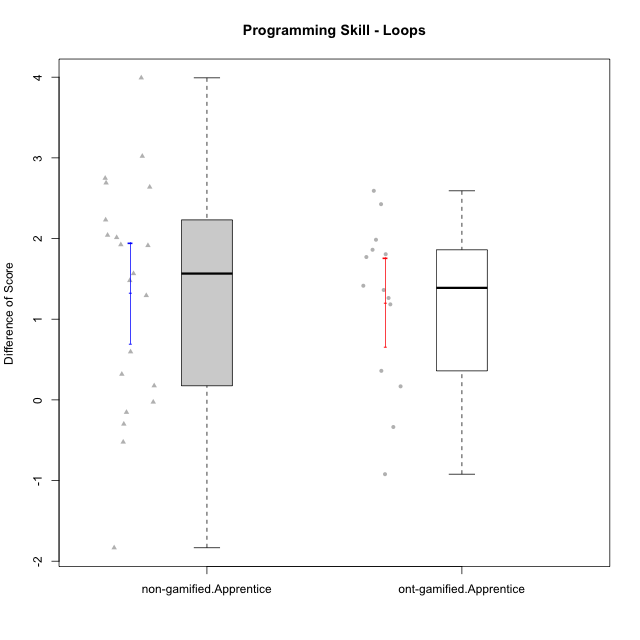 Programming Skill - Loops
Difference of Score
4
3
2
1
0
-1
-2
non-gamified.Apprentice
ont-gamified.Apprentice